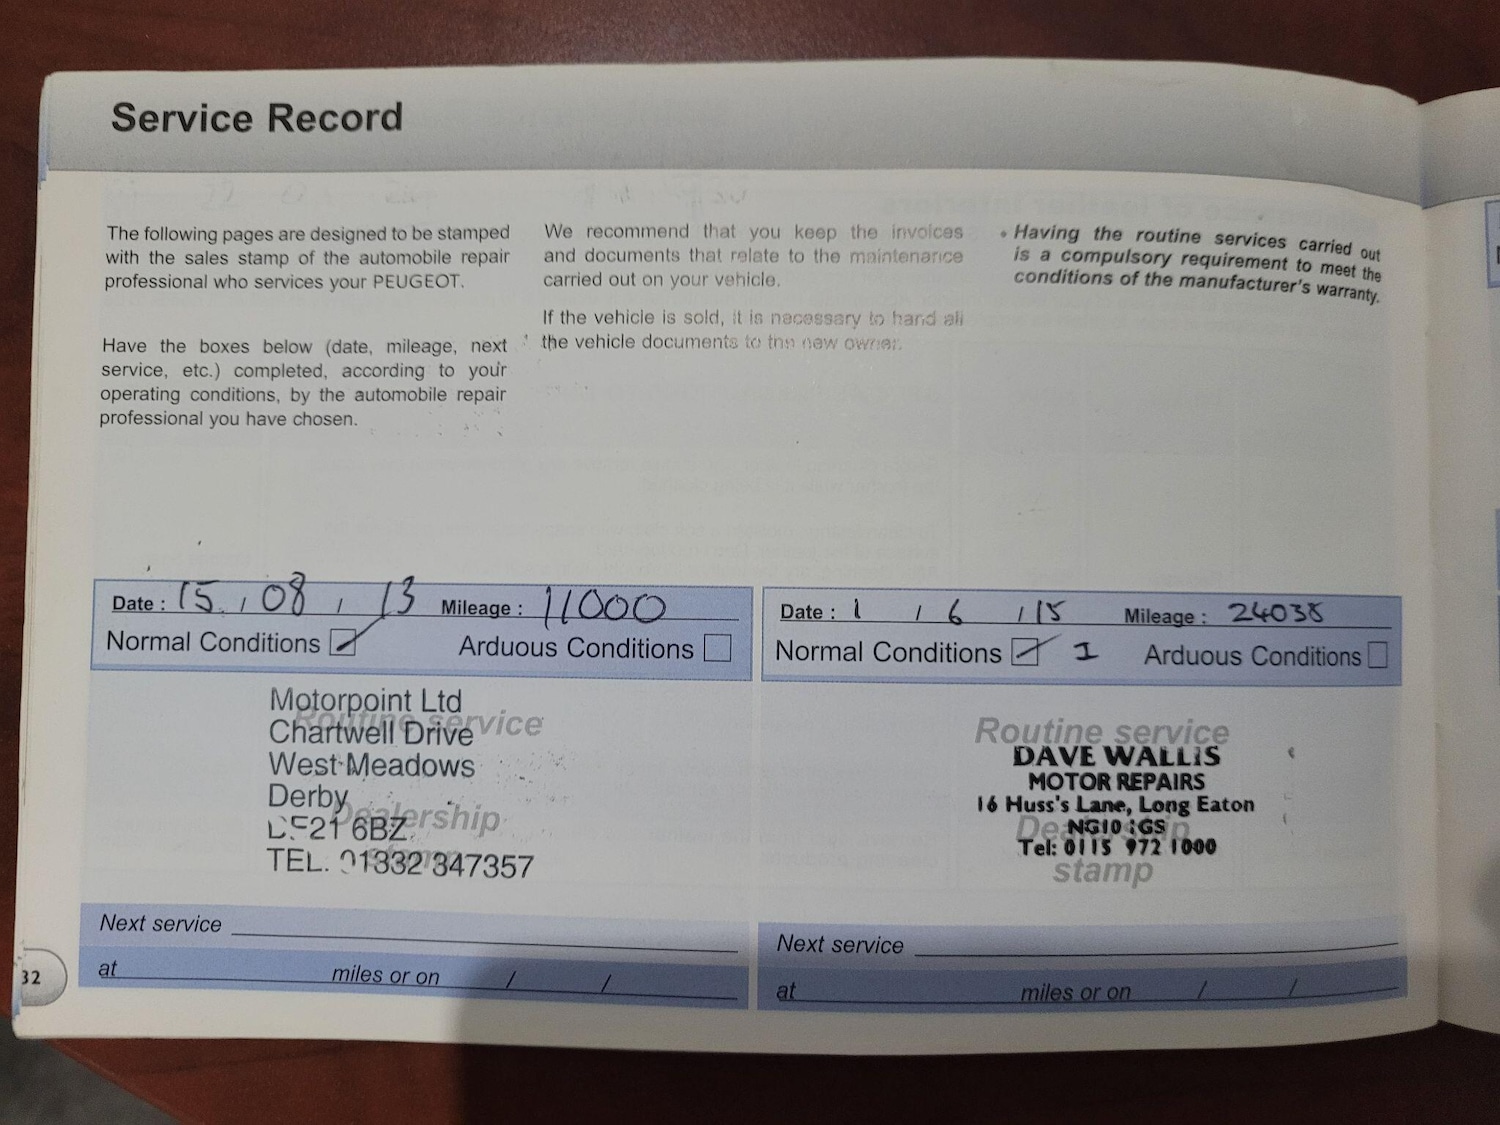 Service Record
The following pages are designed to be stamped
with the sales stamp of the automobile repair
professional who services your PEUGEOT.
Have the boxes below (date, mileage, next
service, etc.) completed, according to your
operating conditions, by the automobile repair
professional you have chosen.
We recommend that you keep the invoices
and documents that relate to the maintenance
carried out on your vehicle.
If the vehicle is sold, it is necessary to hand all
the vehicle documents to the new owner.
• Having the routine services carried out
is a compulsory requirement to meet the
conditions of the manufacturer's warranty.
Date : 15 / 08 / 13 Mileage : 11000
Normal Conditions Arduous Conditions
Routine service
Dealership
stamp
Motorpoint Ltd
Chartwell Drive
West Meadows
Derby
DE21 6BZ
TEL. 01332 347357
Next service
at miles or on / /
Date : 1 / 6 / 15 Mileage : 24038
Normal Conditions I Arduous Conditions
Routine service
Dealership
stamp
DAVE WALLIS
MOTOR REPAIRS
16 Huss's Lane, Long Eaton
NG10 1GS
Tel: 0115 972 1000
Next service
at miles or on / /
32